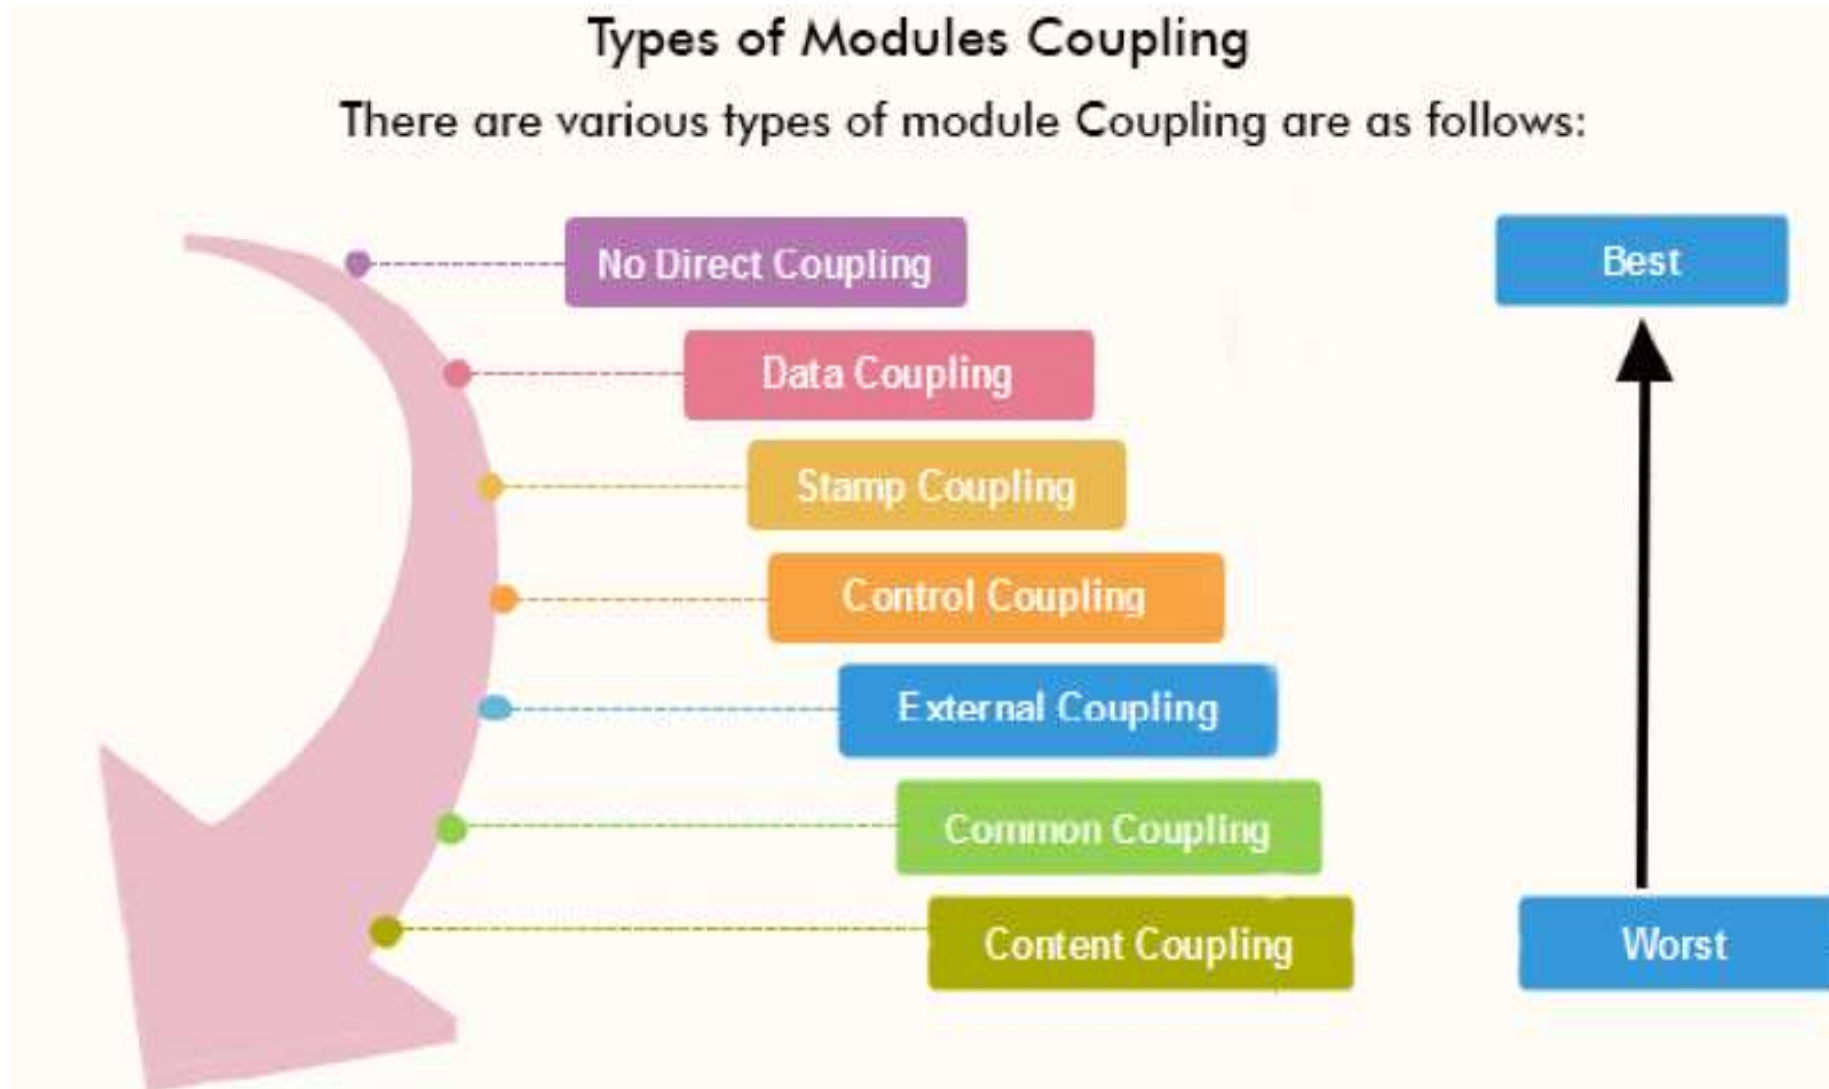 Types of Modules Coupling
There are various types of module Coupling are as follows:
No Direct Coupling
Best
Data Coupling
Stamp Coupling
Control Coupling
External Coupling
Common Coupling
Content Coupling
Worst